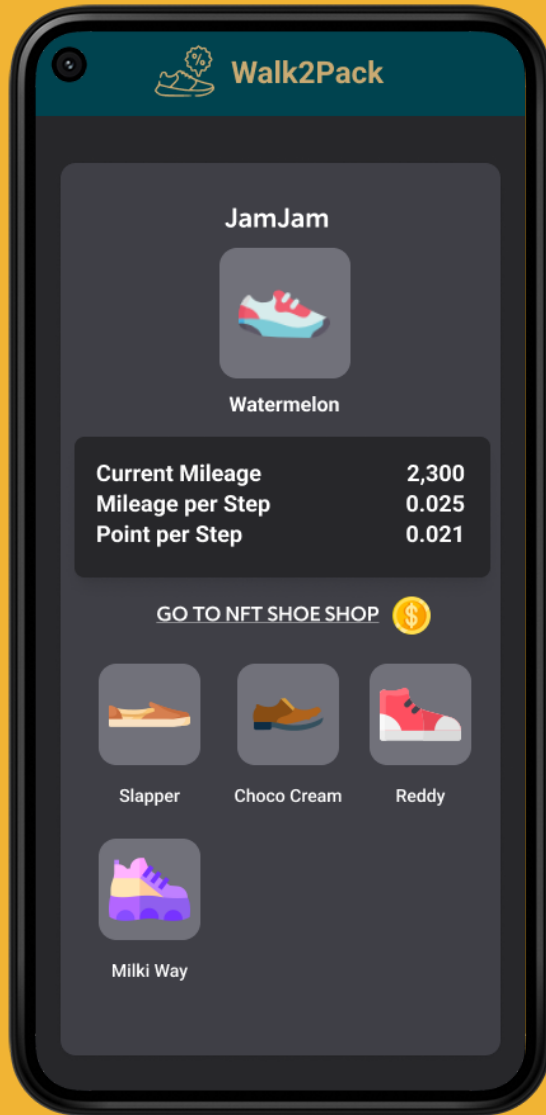 %
Walk2Pack
JamJam
Watermelon
Current Mileage 2,300
Mileage per Step 0.025
Point per Step 0.021
GO TO NFT SHOE SHOP $
Slapper Choco Cream Reddy
Milki Way